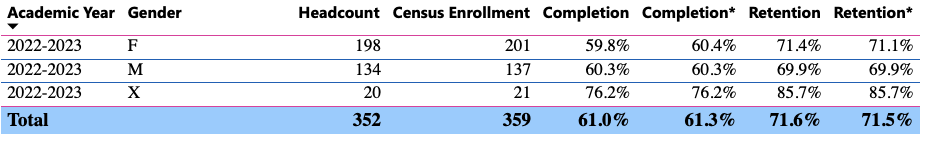 Academic Year Gender Headcount Census Enrollment Completion Completion* Retention Retention*
2022-2023 F 198 201 59.8% 60.4% 71.4% 71.1%
2022-2023 M 134 137 60.3% 60.3% 69.9% 69.9%
2022-2023 X 20 21 76.2% 76.2% 85.7% 85.7%
Total 352 359 61.0% 61.3% 71.6% 71.5%